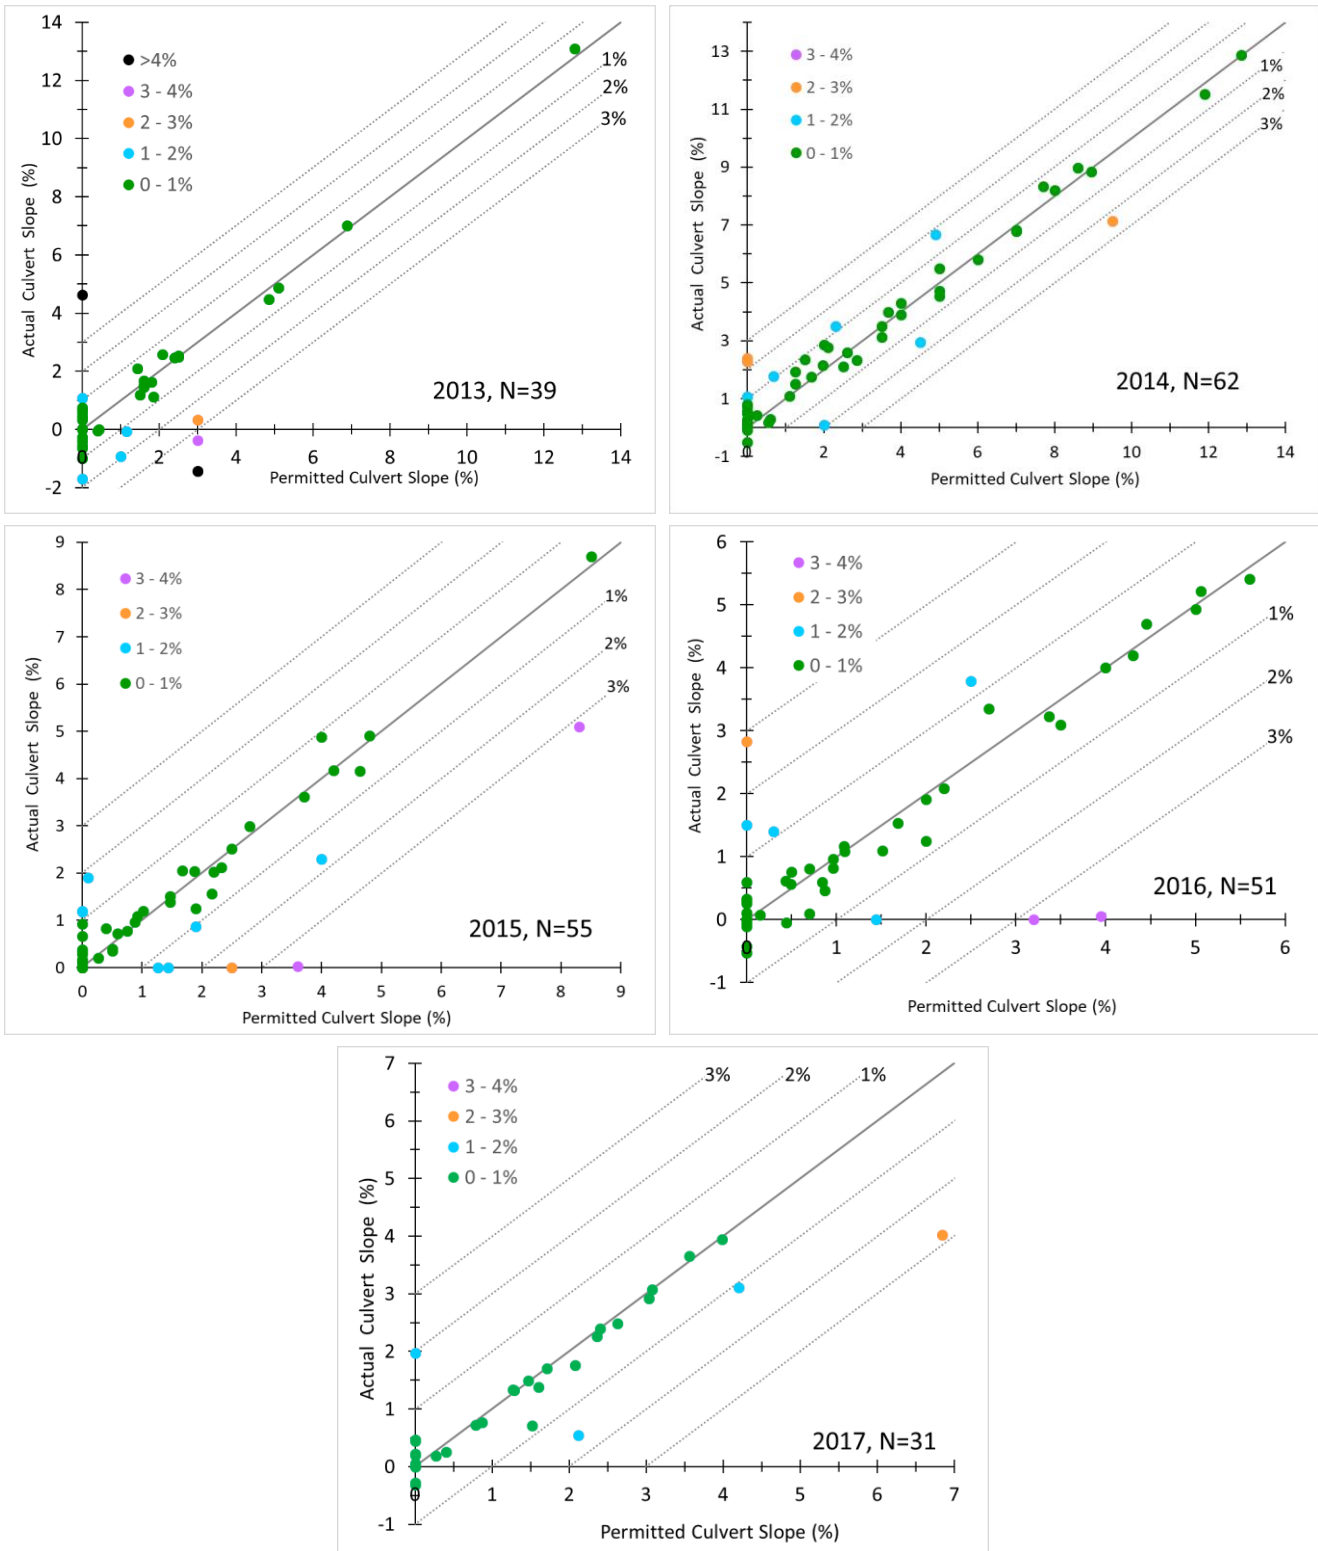 14
12
10
8
6
4
2
0
-2
Actual Culvert Slope (%)
>4%
3 - 4%
2 - 3%
1 - 2%
0 - 1%
1%
2%
3%
2013, N=39
0 2 4 6 8 10 12 14
Permitted Culvert Slope (%)
13
11
9
7
5
3
1
-1
Actual Culvert Slope (%)
3 - 4%
2 - 3%
1 - 2%
0 - 1%
1%
2%
3%
2014, N=62
0 2 4 6 8 10 12 14
Permitted Culvert Slope (%)
9
8
7
6
5
4
3
2
1
0
Actual Culvert Slope (%)
3 - 4%
2 - 3%
1 - 2%
0 - 1%
1%
2%
3%
2015, N=55
0 1 2 3 4 5 6 7 8 9
Permitted Culvert Slope (%)
6
5
4
3
2
1
0
-1
Actual Culvert Slope (%)
3 - 4%
2 - 3%
1 - 2%
0 - 1%
1%
2%
3%
2016, N=51
0 1 2 3 4 5 6
Permitted Culvert Slope (%)
7
6
5
4
3
2
1
0
-1
Actual Culvert Slope (%)
3 - 4%
2 - 3%
1 - 2%
0 - 1%
3% 2% 1%
2017, N=31
0 1 2 3 4 5 6 7
Permitted Culvert Slope (%)